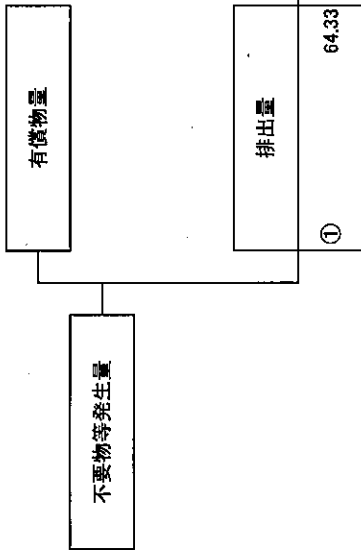 不要物等発生量
有償物量
排出量
①
64.33